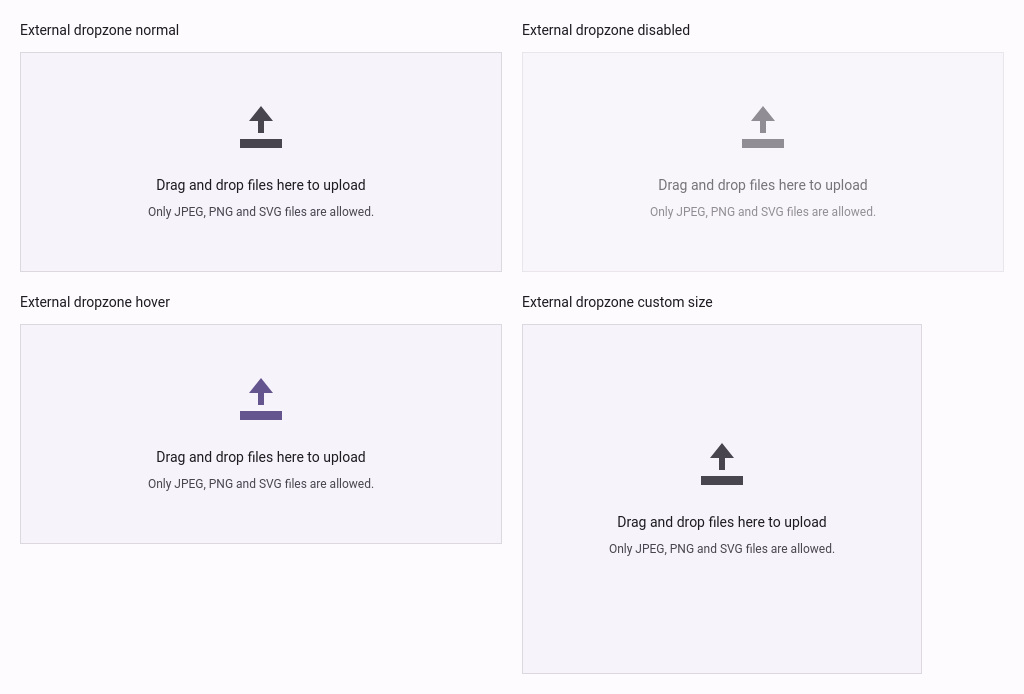 External dropzone normal
Drag and drop files here to upload
Only JPEG, PNG and SVG files are allowed.
External dropzone disabled
Drag and drop files here to upload
Only JPEG, PNG and SVG files are allowed.
External dropzone hover
Drag and drop files here to upload
Only JPEG, PNG and SVG files are allowed.
External dropzone custom size
Drag and drop files here to upload
Only JPEG, PNG and SVG files are allowed.